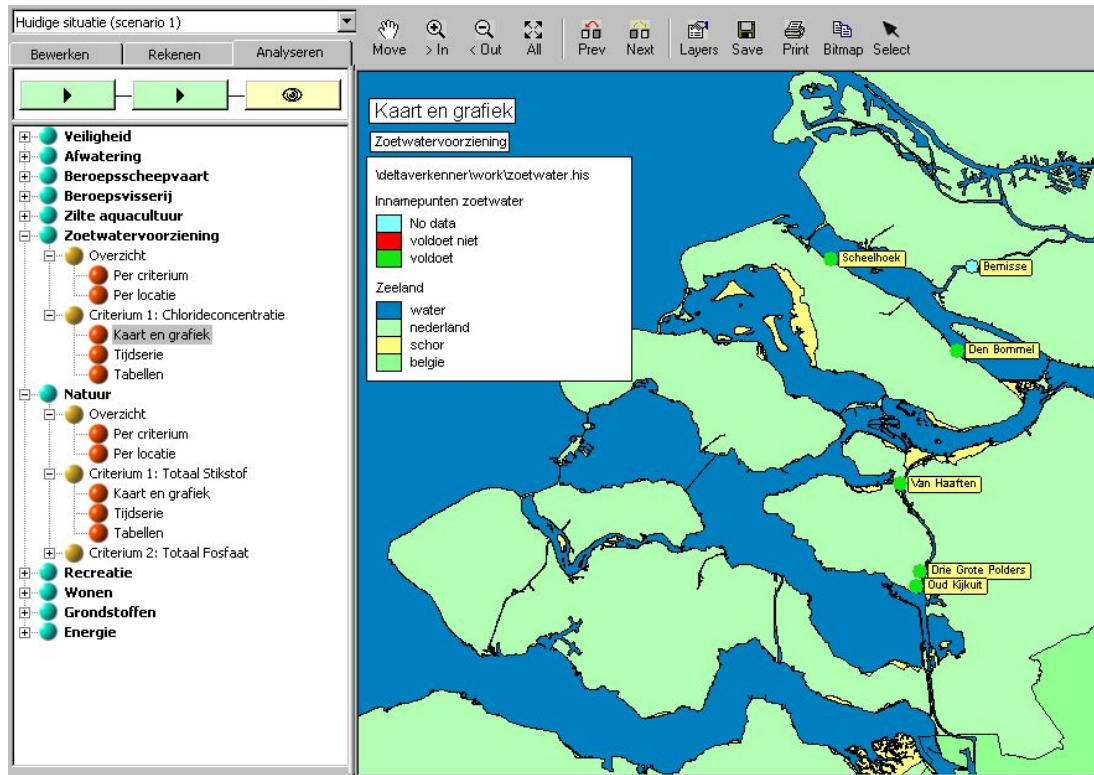 Huidige situatie (scenario 1)
Bewerken
Rekenen
Analyseren
Move
> In
< Out
All
Prev
Next
Layers
Save
Print
Bitmap
Select
Veiligheid
Afwatering
Beroepsscheepvaart
Beroepsvisserij
Zilte aquacultuur
Zoetwatervoorziening
Overzicht
Per criterium
Per locatie
Criterium 1: Chlorideconcentratie
Kaart en grafiek
Tijdserie
Tabellen
Natuur
Overzicht
Per criterium
Per locatie
Criterium 1: Totaal Stikstof
Kaart en grafiek
Tijdserie
Tabellen
Criterium 2: Totaal Fosfaat
Recreatie
Wonen
Grondstoffen
Energie
Kaart en grafiek
Zoetwatervoorziening
\deltaverkenner\work\zoetwater.his
Innamepunten zoetwater
No data
voldoet niet
voldoet
Zeeland
water
nederland
schor
belgie
Scheelhoek
Bernisse
Den Bommel
Van Haaften
Drie Grote Polders
Oud Kijkuit